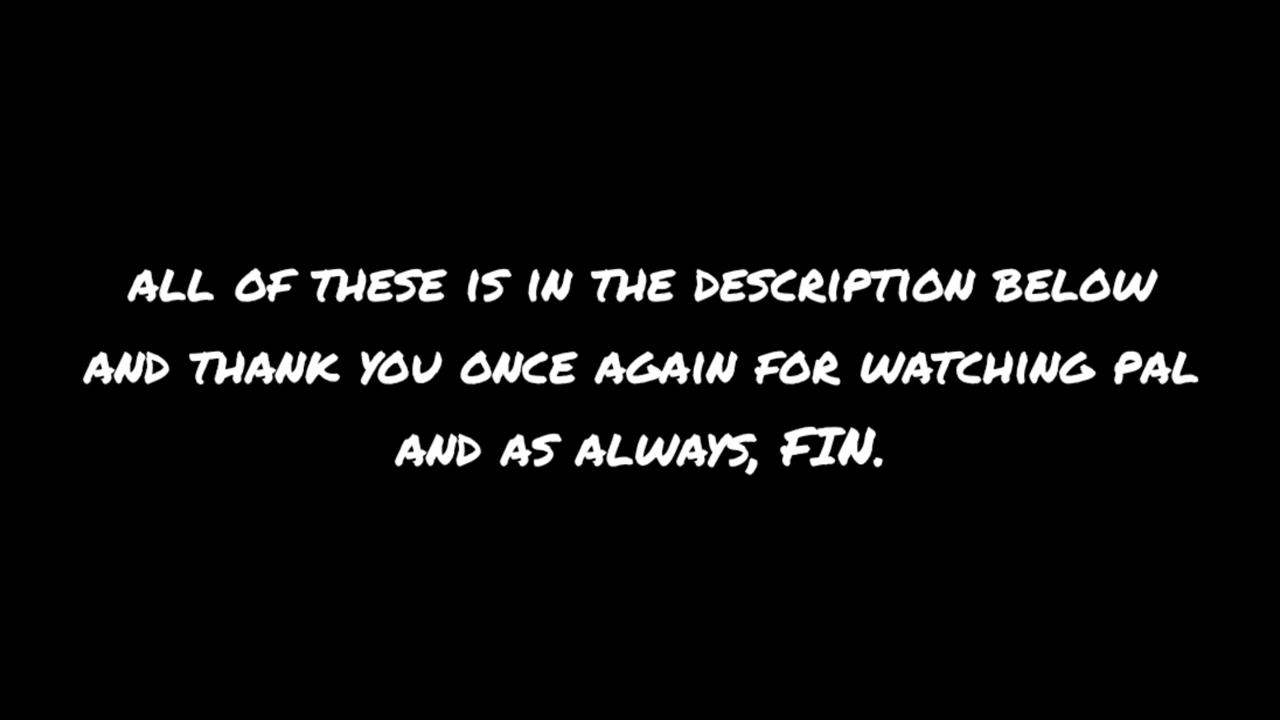 all of these is in the description below
and thank you once again for watching pal
and as always, FIN.